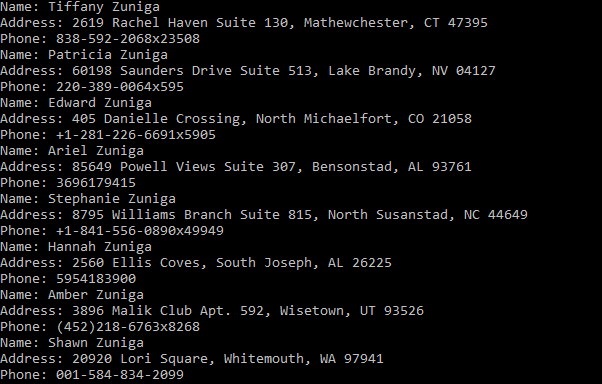 Name: Tiffany Zuniga
Address: 2619 Rachel Haven Suite 130, Mathewchester, CT 47395
Phone: 838-592-2068x23508
Name: Patricia Zuniga
Address: 60198 Saunders Drive Suite 513, Lake Brandy, NV 04127
Phone: 220-389-0064x595
Name: Edward Zuniga
Address: 405 Danielle Crossing, North Michaelfort, CO 21058
Phone: +1-281-226-6691x5905
Name: Ariel Zuniga
Address: 85649 Powell Views Suite 307, Bensonstad, AL 93761
Phone: 3696179415
Name: Stephanie Zuniga
Address: 8795 Williams Branch Suite 815, North Susanstad, NC 44649
Phone: +1-841-556-0890x49949
Name: Hannah Zuniga
Address: 2560 Ellis Coves, South Joseph, AL 26225
Phone: 5954183900
Name: Amber Zuniga
Address: 3896 Malik Club Apt. 592, Wisetown, UT 93526
Phone: (452)218-6763x8268
Name: Shawn Zuniga
Address: 20920 Lori Square, Whitemouth, WA 97941
Phone: 001-584-834-2099